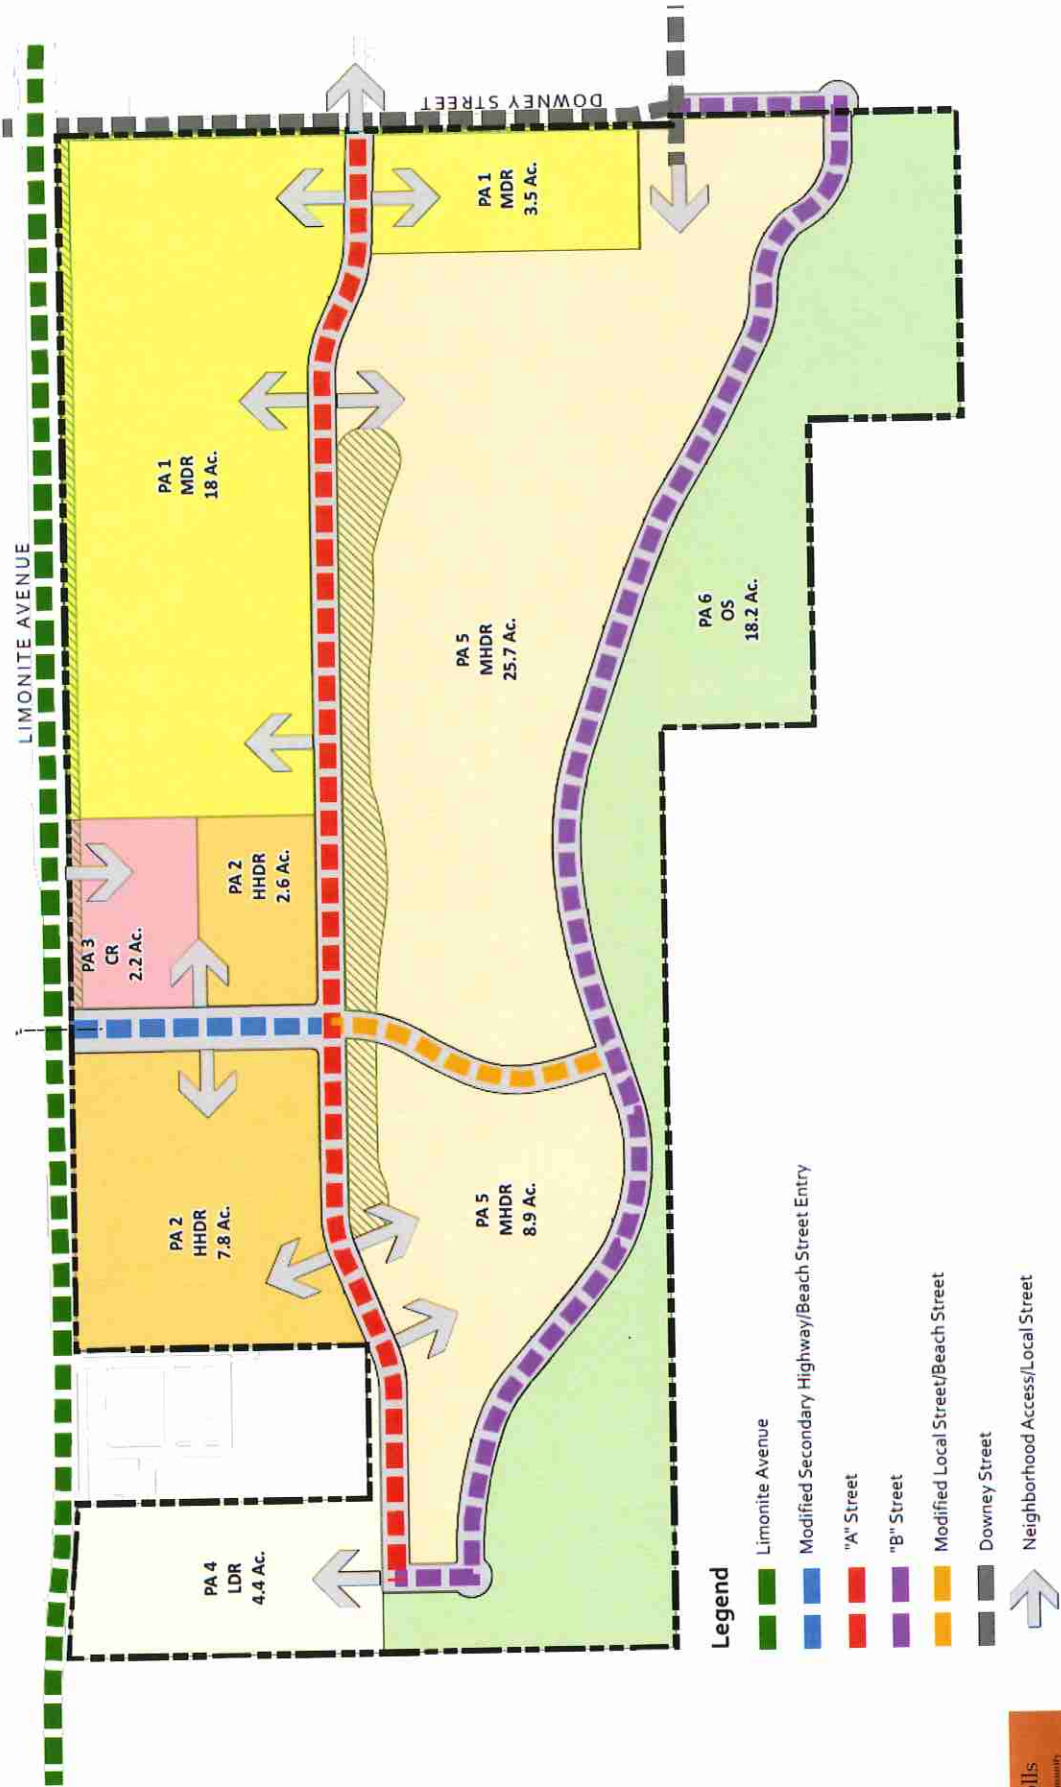 LIMONITE AVENUE
DOWNEY STREET
PA 4
LDR
4.4 Ac.
PA 2
HHDR
7.8 Ac.
PA 3
CR
2.2 Ac.
PA 2
HHDR
2.6 Ac.
PA 1
MDR
18 Ac.
PA 1
MDR
3.5 Ac.
PA 5
MHDR
8.9 Ac.
PA 5
MHDR
25.7 Ac.
PA 6
OS
18.2 Ac.
Legend
Limonite Avenue
Modified Secondary Highway/Beach Street Entry
"A" Street
"B" Street
Modified Local Street/Beach Street
Downey Street
Neighborhood Access/Local Street